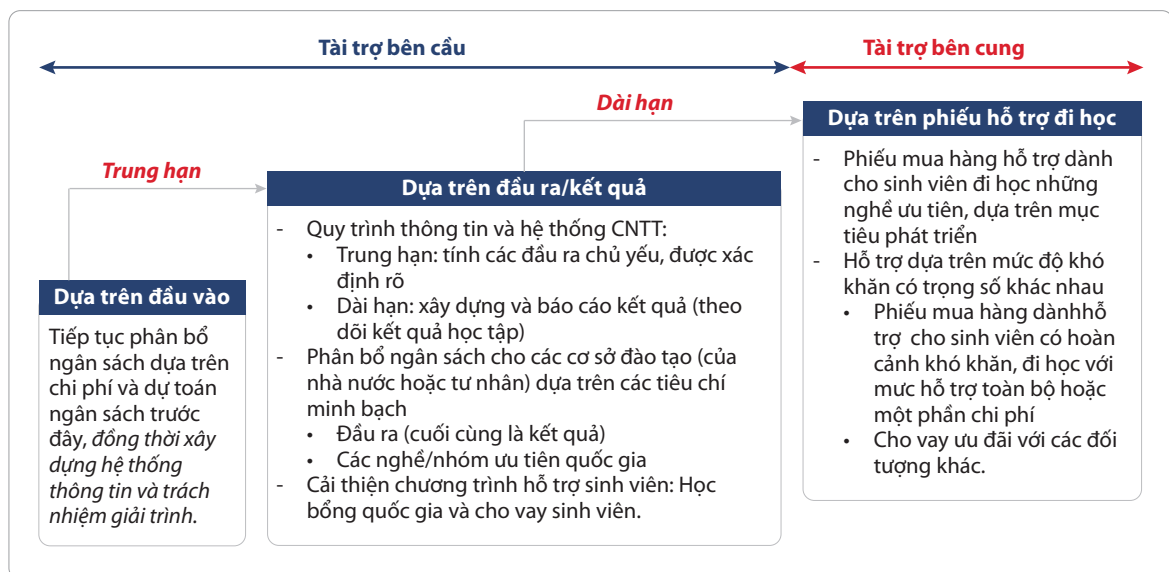 Tài trợ bên cầu
Tài trợ bên cung
Trung hạn
Dài hạn
Dựa trên đầu vào
Tiếp tục phân bổ
ngân sách dựa trên
chi phí và dự toán
ngân sách trước
đây, đồng thời xây
dựng hệ thống
thông tin và trách
nhiệm giải trình.
Dựa trên đầu ra/kết quả
- Quy trình thông tin và hệ thống CNTT:
• Trung hạn: tính các đầu ra chủ yếu, được xác
định rõ
• Dài hạn: xây dựng và báo cáo kết quả (theo
dõi kết quả học tập)
- Phân bổ ngân sách cho các cơ sở đào tạo (của
nhà nước hoặc tư nhân) dựa trên các tiêu chí
minh bạch
• Đầu ra (cuối cùng là kết quả)
• Các nghề/nhóm ưu tiên quốc gia
- Cải thiện chương trình hỗ trợ sinh viên: Học
bổng quốc gia và cho vay sinh viên.
Dựa trên phiếu hỗ trợ đi học
- Phiếu mua hàng hỗ trợ dành
cho sinh viên đi học những
nghề ưu tiên, dựa trên mục
tiêu phát triển
- Hỗ trợ dựa trên mức độ khó
khăn có trọng số khác nhau
• Phiếu mua hàng dànhhỗ
trợ cho sinh viên có hoàn
cảnh khó khăn, đi học với
mưc hỗ trợ toàn bộ hoặc
một phần chi phí
• Cho vay ưu đãi với các đối
tượng khác.